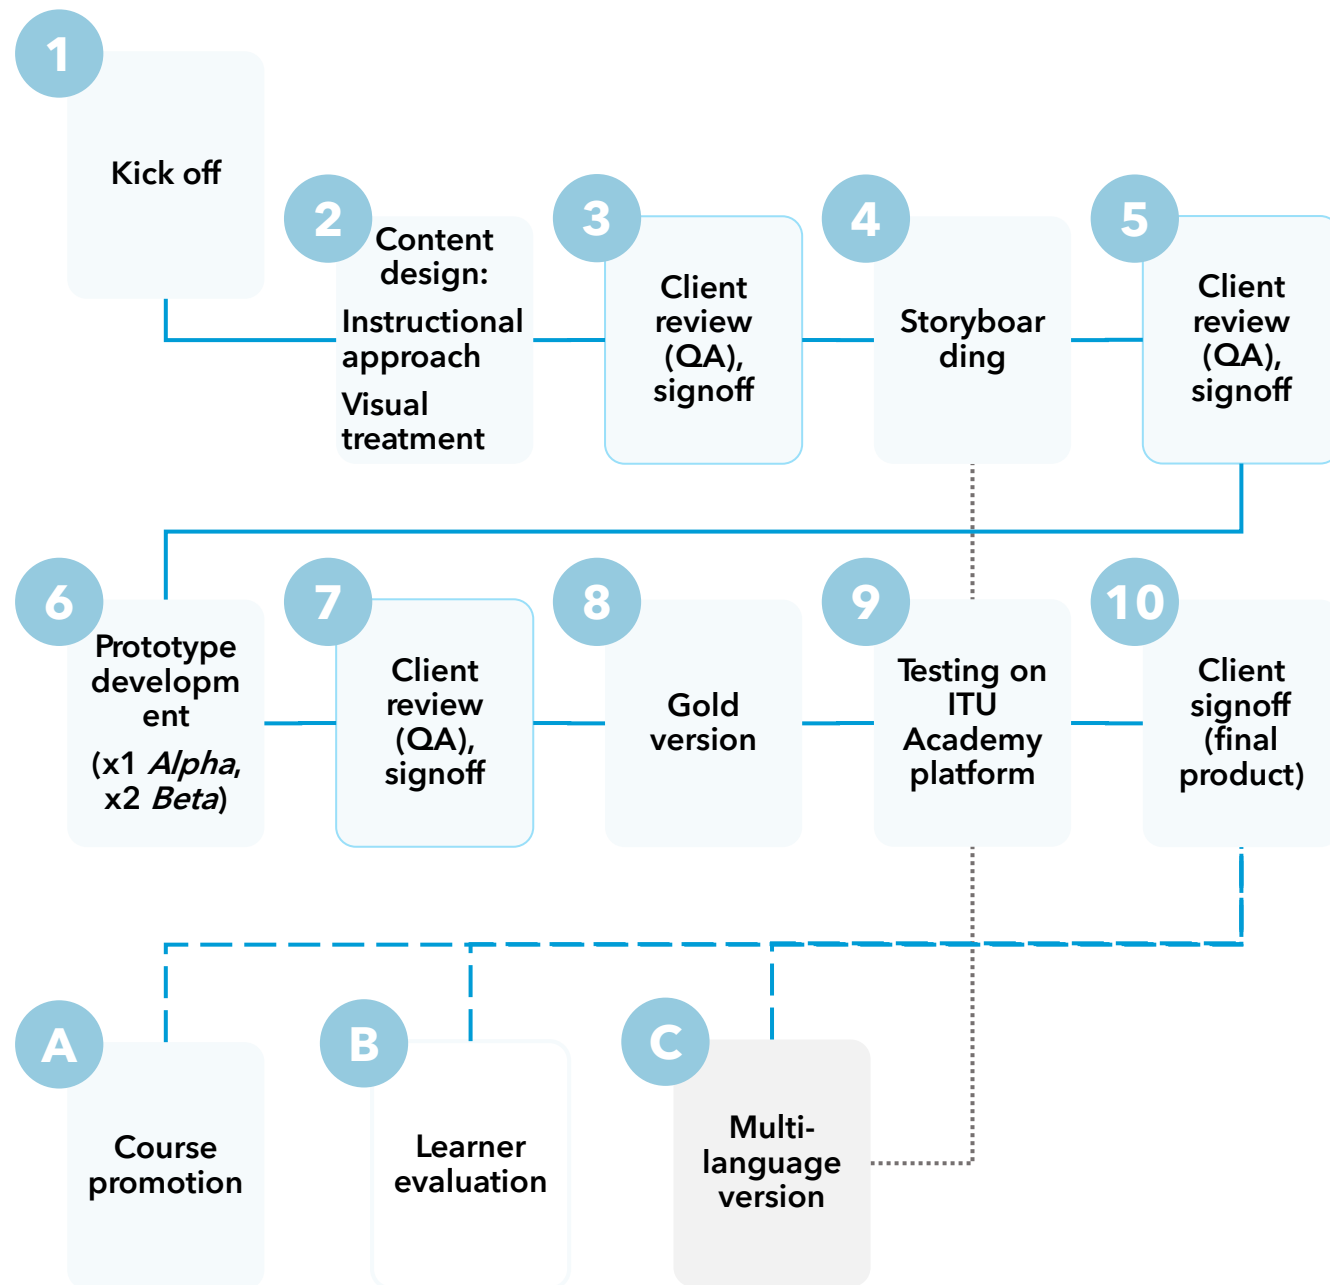 1
Kick off
2
Content
design:
Instructional
approach
Visual
treatment
3
Client
review
(QA),
signoff
4
Storyboar
ding
5
Client
review
(QA),
signoff
6
Prototype
developm
ent
(x1 Alpha,
x2 Beta)
7
Client
review
(QA),
signoff
8
Gold
version
9
Testing on
ITU
Academy
platform
10
Client
signoff
(final
product)
A
Course
promotion
B
Learner
evaluation
C
Multi-
language
version